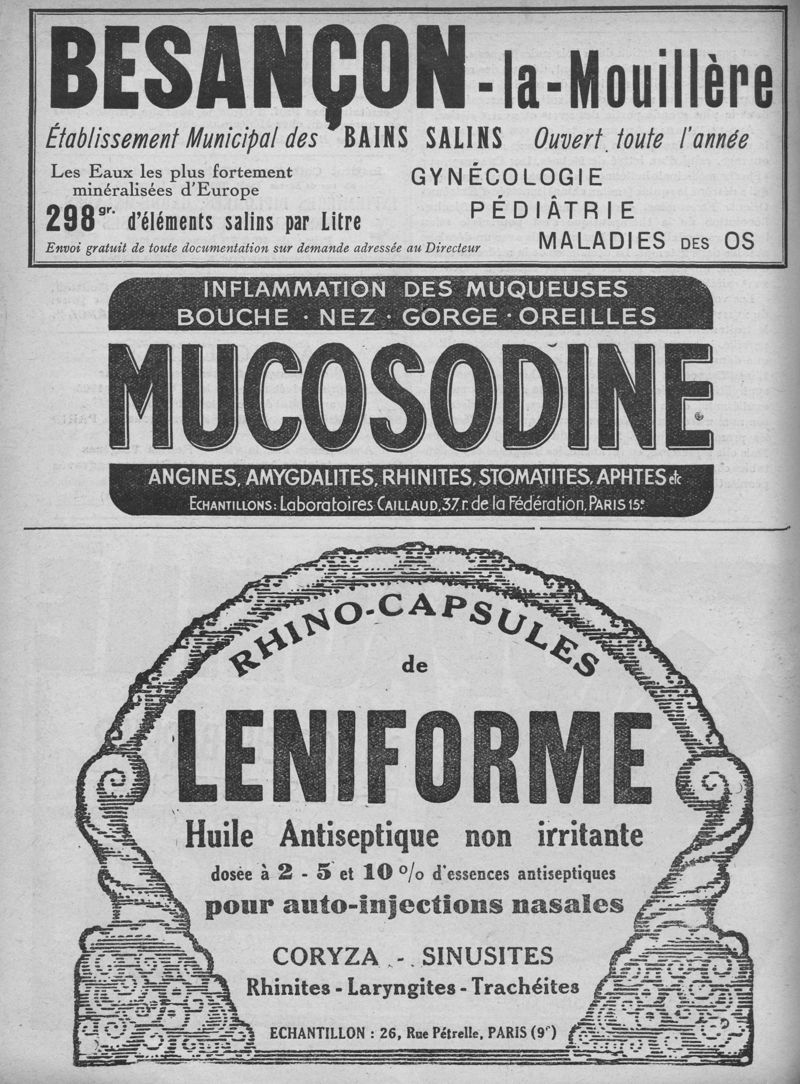 BESANÇON-la-Mouillère
Établissement Municipal des BAINS SALINS Ouvert toute l'année
Les Eaux les plus fortement
minéralisées d'Europe
298gr. d'éléments salins par Litre
Envoi gratuit de toute documentation sur demande adressée au Directeur
GYNÉCOLOGIE
PÉDIÂTRIE
MALADIES DES OS
INFLAMMATION DES MUQUEUSES
BOUCHE · NEZ · GORGE · OREILLES
MUCOSODINE
ANGINES, AMYGDALITES, RHINITES, STOMATITES, APHTES etc
ECHANTILLONS: Laboratoires CAILLAUD, 37, r. de la Fédération, PARIS 15e
RHINO-CAPSULES
de
LENIFORME
Huile Antiseptique non irritante
dosée à 2 - 5 et 10 % d'essences antiseptiques
pour auto-injections nasales
CORYZA - SINUSITES
Rhinites - Laryngites - Trachéites
ECHANTILLON : 26, Rue Pétrelle, PARIS (9e)